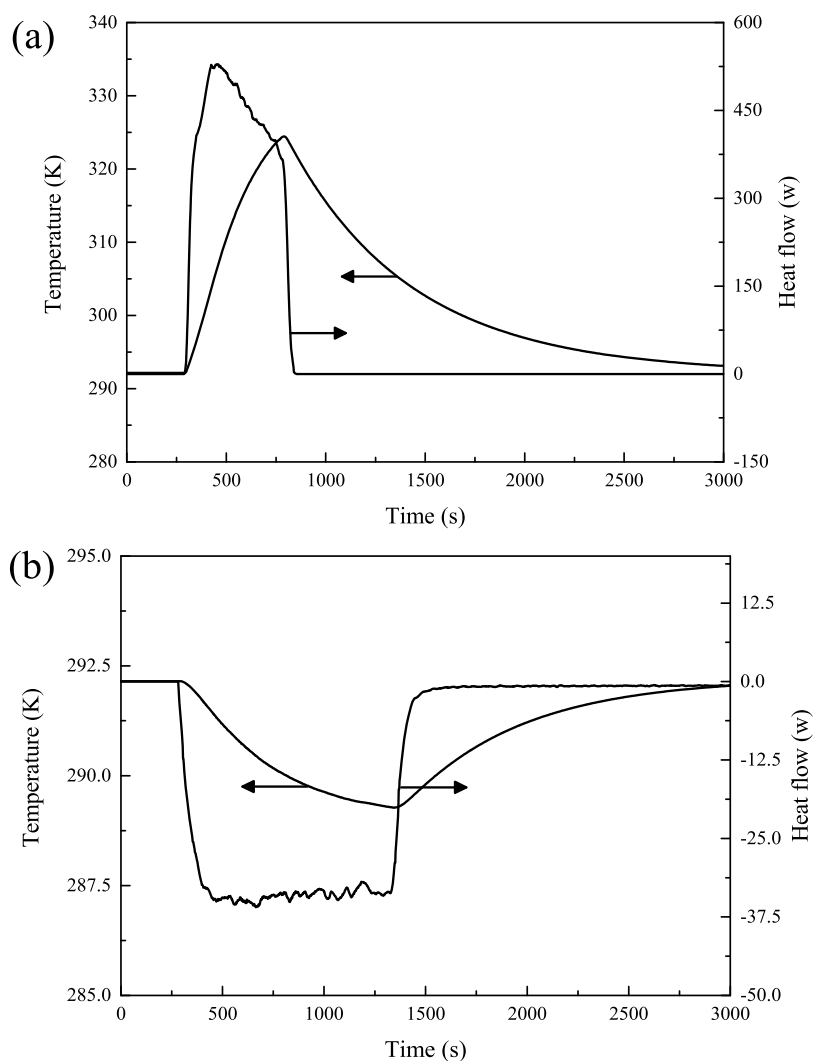 (a)
340
330
320
310
300
290
280
Temperature (K)
600
450
300
150
0
-150
Heat flow (w)
0 500 1000 1500 2000 2500 3000
Time (s)
(b)
295.0
292.5
290.0
287.5
285.0
Temperature (K)
12.5
0.0
-12.5
-25.0
-37.5
-50.0
Heat flow (w)
0 500 1000 1500 2000 2500 3000
Time (s)